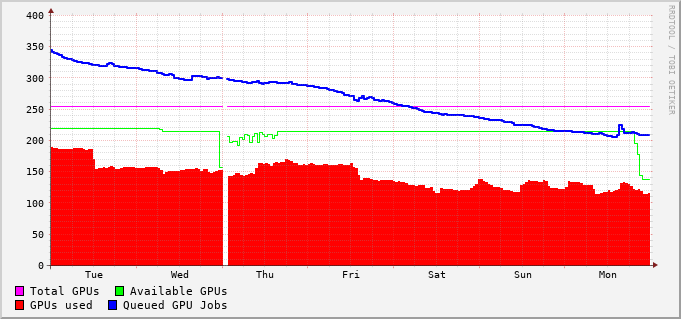 400
350
300
250
200
150
100
50
0
Tue Wed Thu Fri Sat Sun Mon
Total GPUs Available GPUs
GPUs used Queued GPU Jobs
RRDTOOL / TOBI OETIKER